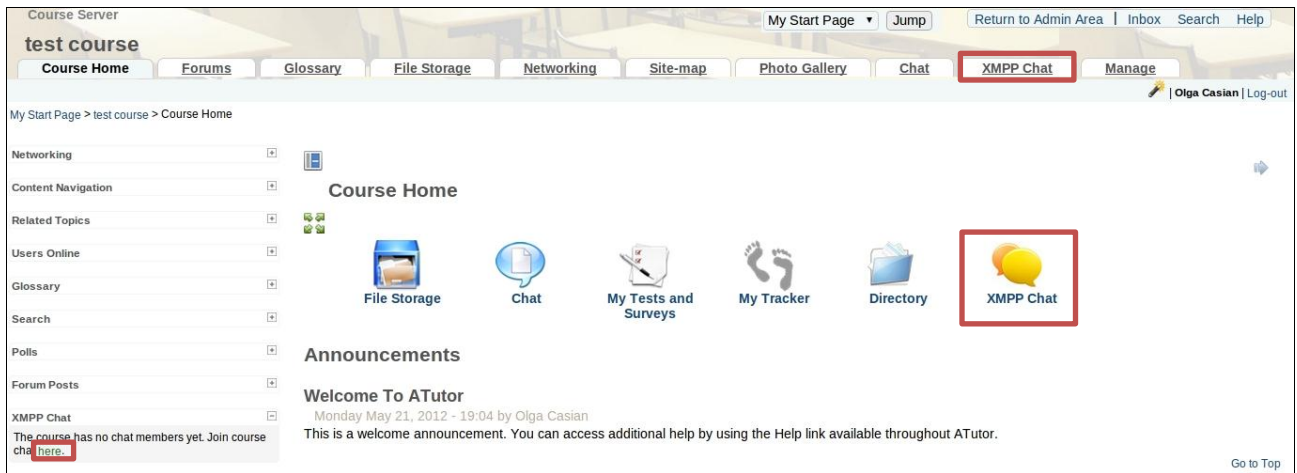 Course Server
My Start Page Jump Return to Admin Area | Inbox Search Help
test course
Course Home Forums Glossary File Storage Networking Site-map Photo Gallery Chat XMPP Chat Manage
| Olga Casian | Log-out
My Start Page > test course > Course Home
Networking
Content Navigation
Related Topics
Users Online
Glossary
Search
Polls
Forum Posts
XMPP Chat
The course has no chat members yet. Join course
chat here.
Course Home
File Storage
Chat
My Tests and
Surveys
My Tracker
Directory
XMPP Chat
Announcements
Welcome To ATutor
Monday May 21, 2012 - 19:04 by Olga Casian
This is a welcome announcement. You can access additional help by using the Help link available throughout ATutor.
Go to Top